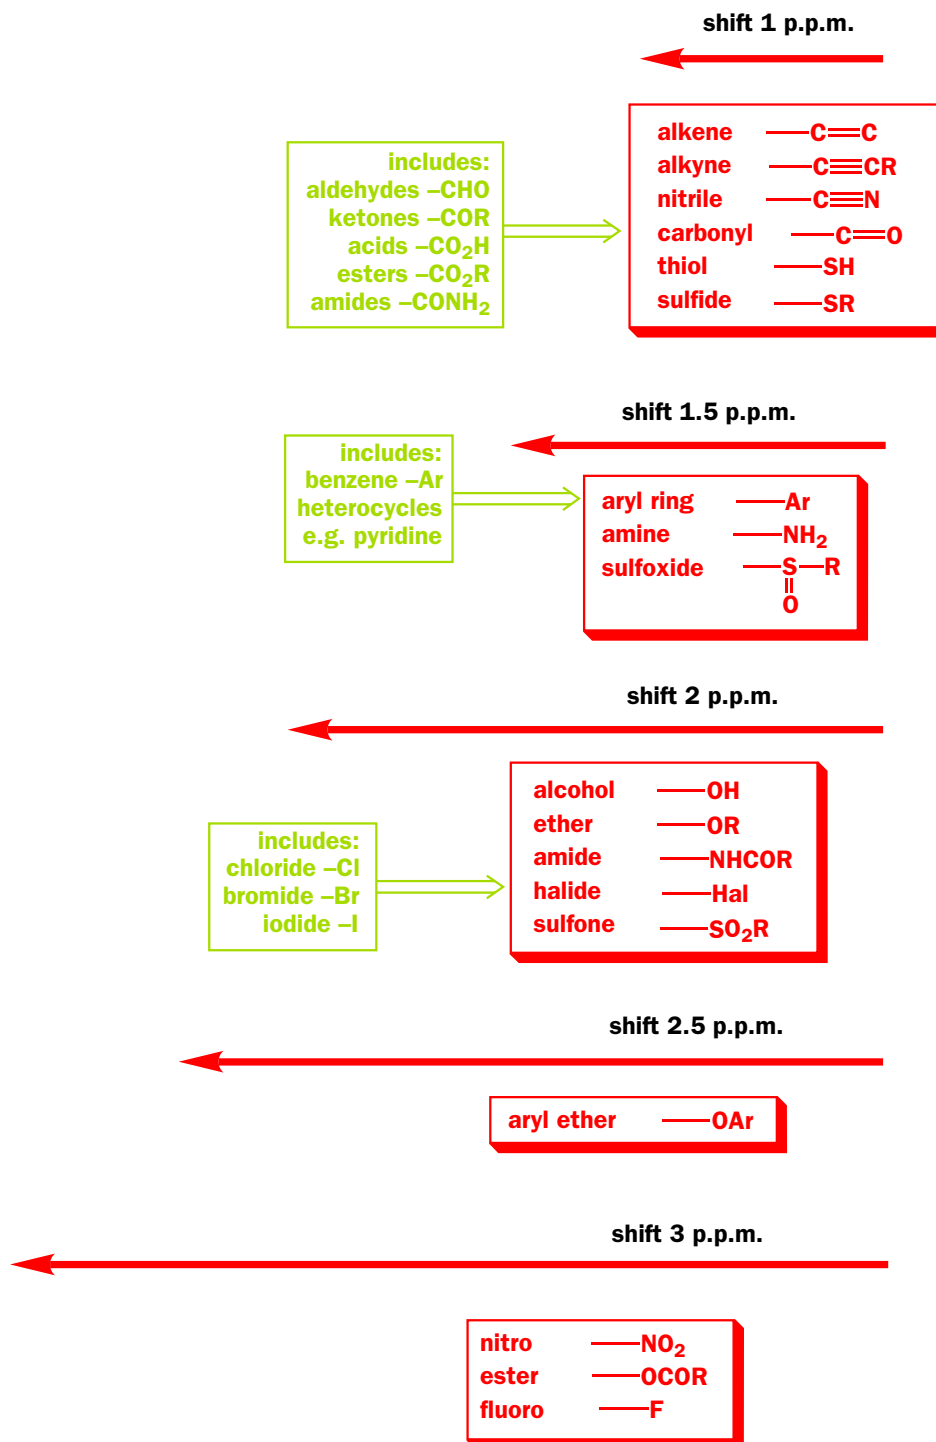 shift 1 p.p.m.
includes:
aldehydes –CHO
ketones –COR
acids –CO2H
esters –CO2R
amides –CONH2
alkene C=C
alkyne C≡CR
nitrile C≡N
carbonyl C=O
thiol SH
sulfide SR
shift 1.5 p.p.m.
includes:
benzene –Ar
heterocycles
e.g. pyridine
aryl ring Ar
amine NH2
sulfoxide S R
O
shift 2 p.p.m.
includes:
chloride –Cl
bromide –Br
iodide –I
alcohol OH
ether OR
amide NHCOR
halide Hal
sulfone SO2R
shift 2.5 p.p.m.
aryl ether OAr
shift 3 p.p.m.
nitro NO2
ester OCOR
fluoro F